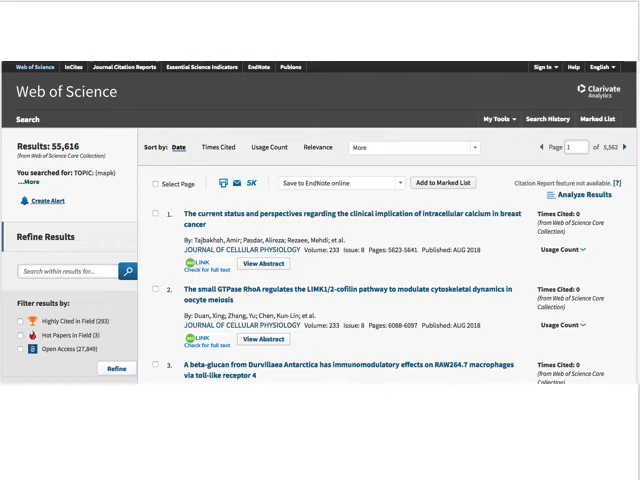 Web of Science InCites Journal Citation Reports Essential Science Indicators EndNote Publons Sign In Help English
Web of Science
Clarivate
Analytics
Search My Tools Search History Marked List
Results: 55,616
(from Web of Science Core Collection)
You searched for: TOPIC: (mapk)
...More
Create Alert
Refine Results
Search within results for...
Filter results by:
Highly Cited in Field (293)
Hot Papers in Field (3)
Open Access (27,849)
Refine
Sort by: Date Times Cited Usage Count Relevance More Page 1 of 5,562
Select Page 5K Save to EndNote online Add to Marked List
Citation Report feature not available. [?]
Analyze Results
1. The current status and perspectives regarding the clinical implication of intracellular calcium in breast
cancer
By: Tajbakhsh, Amir; Pasdar, Alireza; Rezaee, Mehdi; et al.
JOURNAL OF CELLULAR PHYSIOLOGY Volume: 233 Issue: 8 Pages: 5623-5641 Published: AUG 2018
LINK
Check for full text
View Abstract
Times Cited: 0
(from Web of Science Core
Collection)
Usage Count
2. The small GTPase RhoA regulates the LIMK1/2-cofilin pathway to modulate cytoskeletal dynamics in
oocyte meiosis
By: Duan, Xing; Zhang, Yu; Chen, Kun-Lin; et al.
JOURNAL OF CELLULAR PHYSIOLOGY Volume: 233 Issue: 8 Pages: 6088-6097 Published: AUG 2018
LINK
Check for full text
View Abstract
Times Cited: 0
(from Web of Science Core
Collection)
Usage Count
3. A beta-glucan from Durvillaea Antarctica has immunomodulatory effects on RAW264.7 macrophages
via toll-like receptor 4
Times Cited: 0
(from Web of Science Core
Collection)